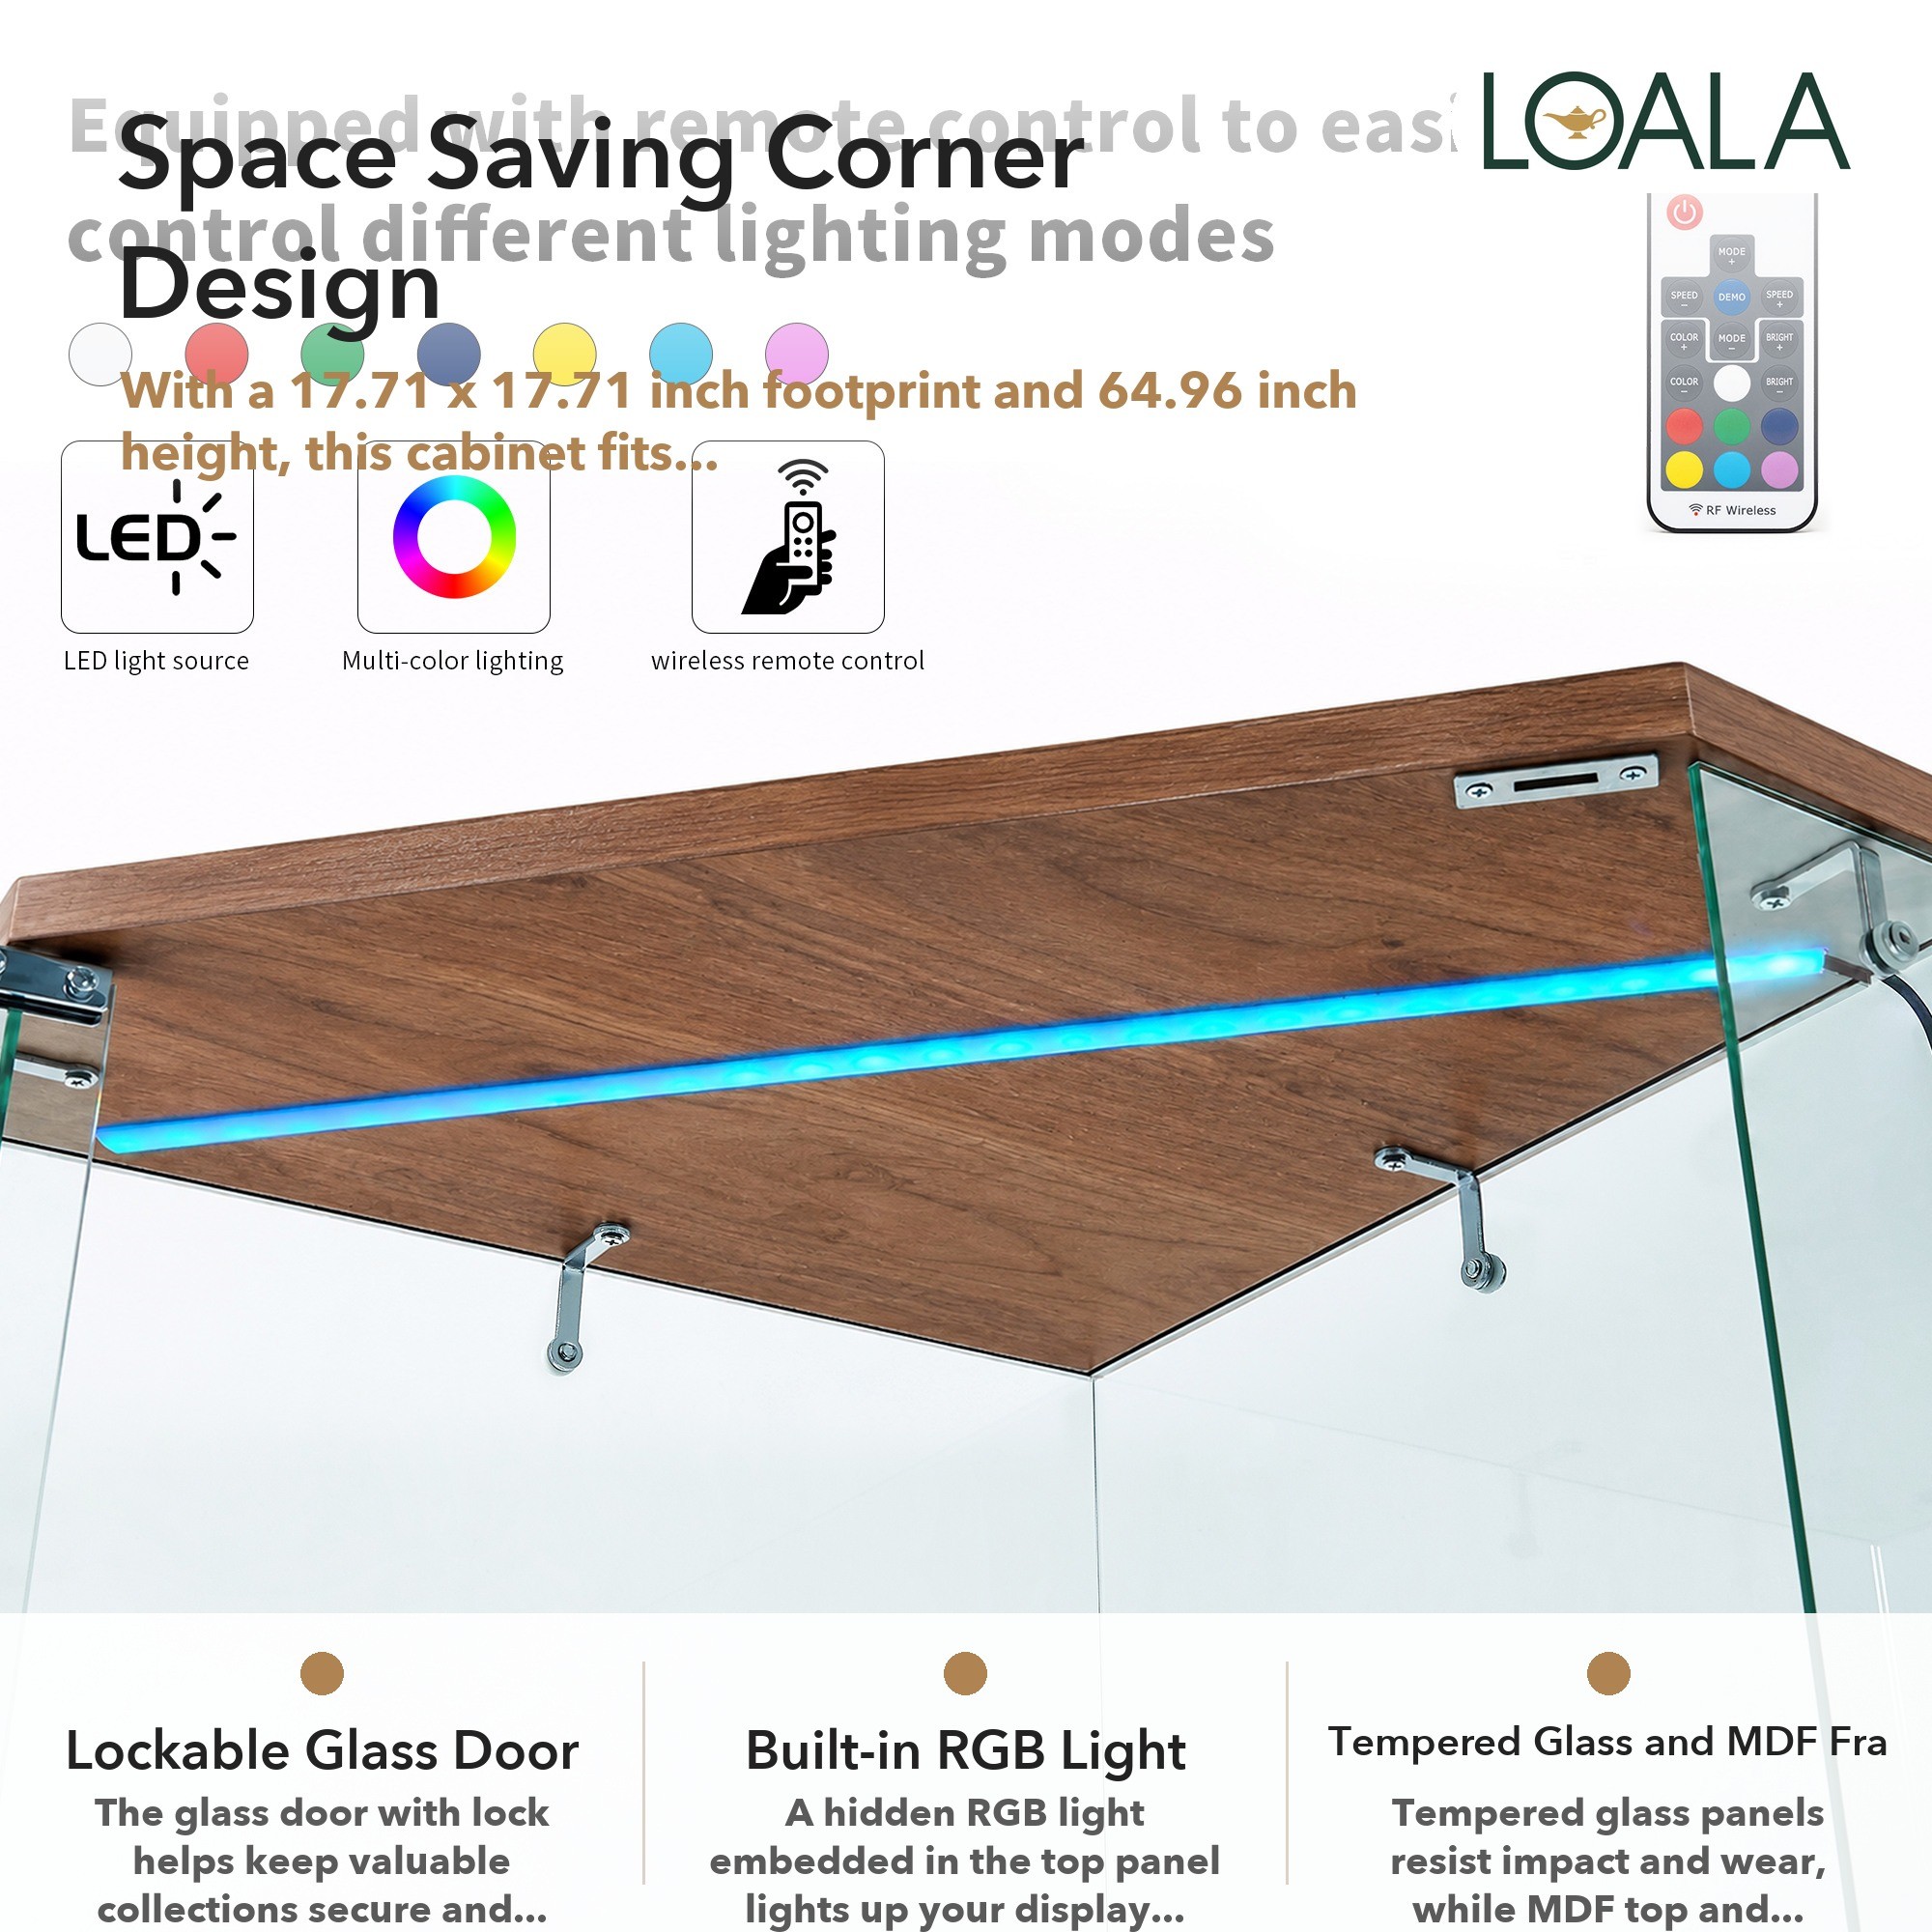 LOALA
Equipped with remote control to easi
control different lighting modes
Space Saving Corner
Design
With a 17.71 x 17.71 inch footprint and 64.96 inch
height, this cabinet fits...
MODE
+
SPEED
-
DEMO
SPEED
+
COLOR
+
MODE
-
BRIGHT
+
COLOR
-
BRIGHT
-
RF Wireless
LED
LED light source
Multi-color lighting
wireless remote control
Lockable Glass Door
The glass door with lock
helps keep valuable
collections secure and...
Built-in RGB Light
A hidden RGB light
embedded in the top panel
lights up your display...
Tempered Glass and MDF Fra
Tempered glass panels
resist impact and wear,
while MDF top and...